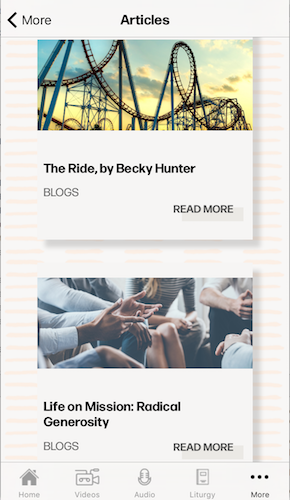 More
Articles
The Ride, by Becky Hunter
BLOGS
READ MORE
Life on Mission: Radical
Generosity
BLOGS
READ MORE
Home
Videos
Audio
Liturgy
More